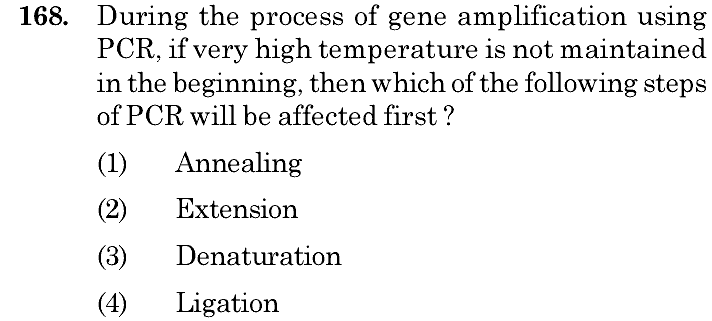 168. During the process of gene amplification using
PCR, if very high temperature is not maintained
in the beginning, then which of the following steps
of PCR will be affected first ?
(1) Annealing
(2) Extension
(3) Denaturation
(4) Ligation